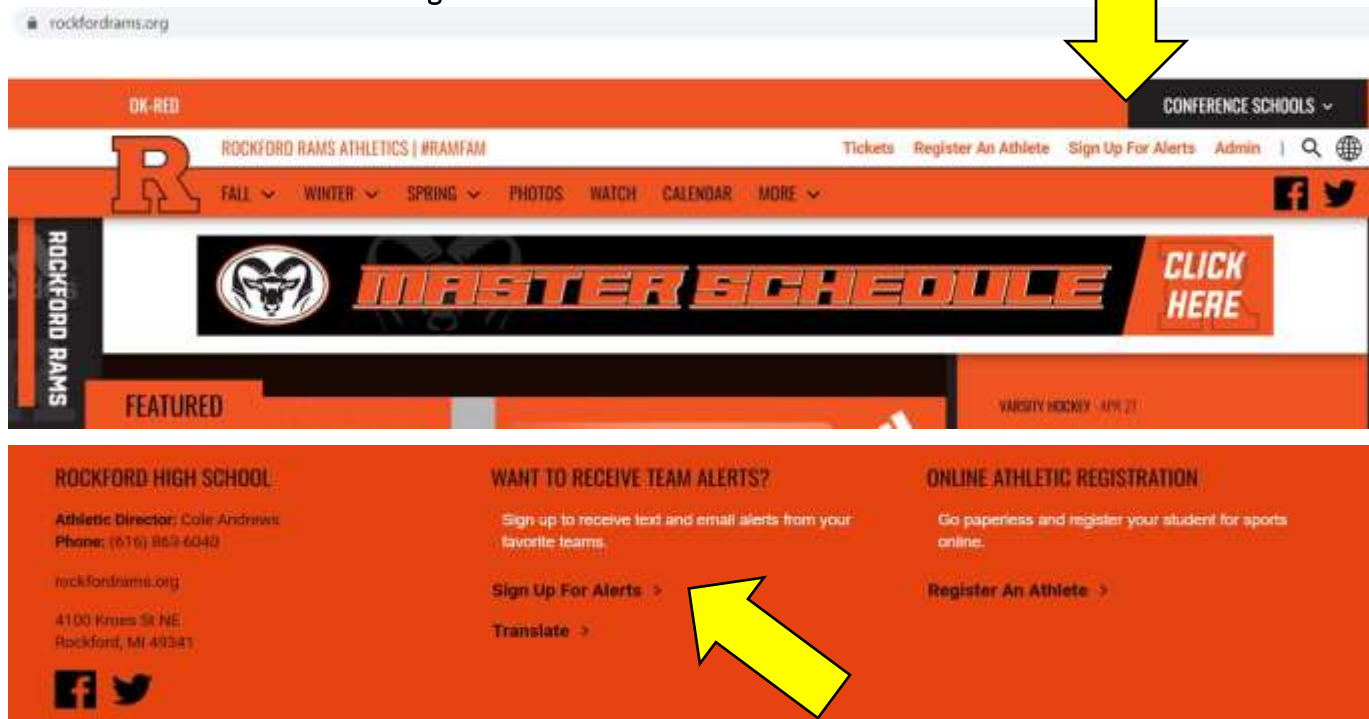 rockfordrams.org
OK-RED
CONFERENCE SCHOOLS
R
ROCKFORD RAMS ATHLETICS | #RAMFAM
Tickets Register An Athlete Sign Up For Alerts Admin |
FALL WINTER SPRING PHOTOS WATCH CALENDAR MORE
ROCKFORD RAMS
MASTER SCHEDULE
CLICK
HERE
FEATURED
VARSITY HOCKEY - APR 21
ROCKFORD HIGH SCHOOL
Athletic Director: Cole Andrews
Phone: (616) 863-6040
rockfordrams.org
4100 Kroes St NE
Rockford, MI 49341
WANT TO RECEIVE TEAM ALERTS?
Sign up to receive text and email alerts from your
favorite teams.
Sign Up For Alerts >
Translate >
ONLINE ATHLETIC REGISTRATION
Go paperless and register your student for sports
online.
Register An Athlete >